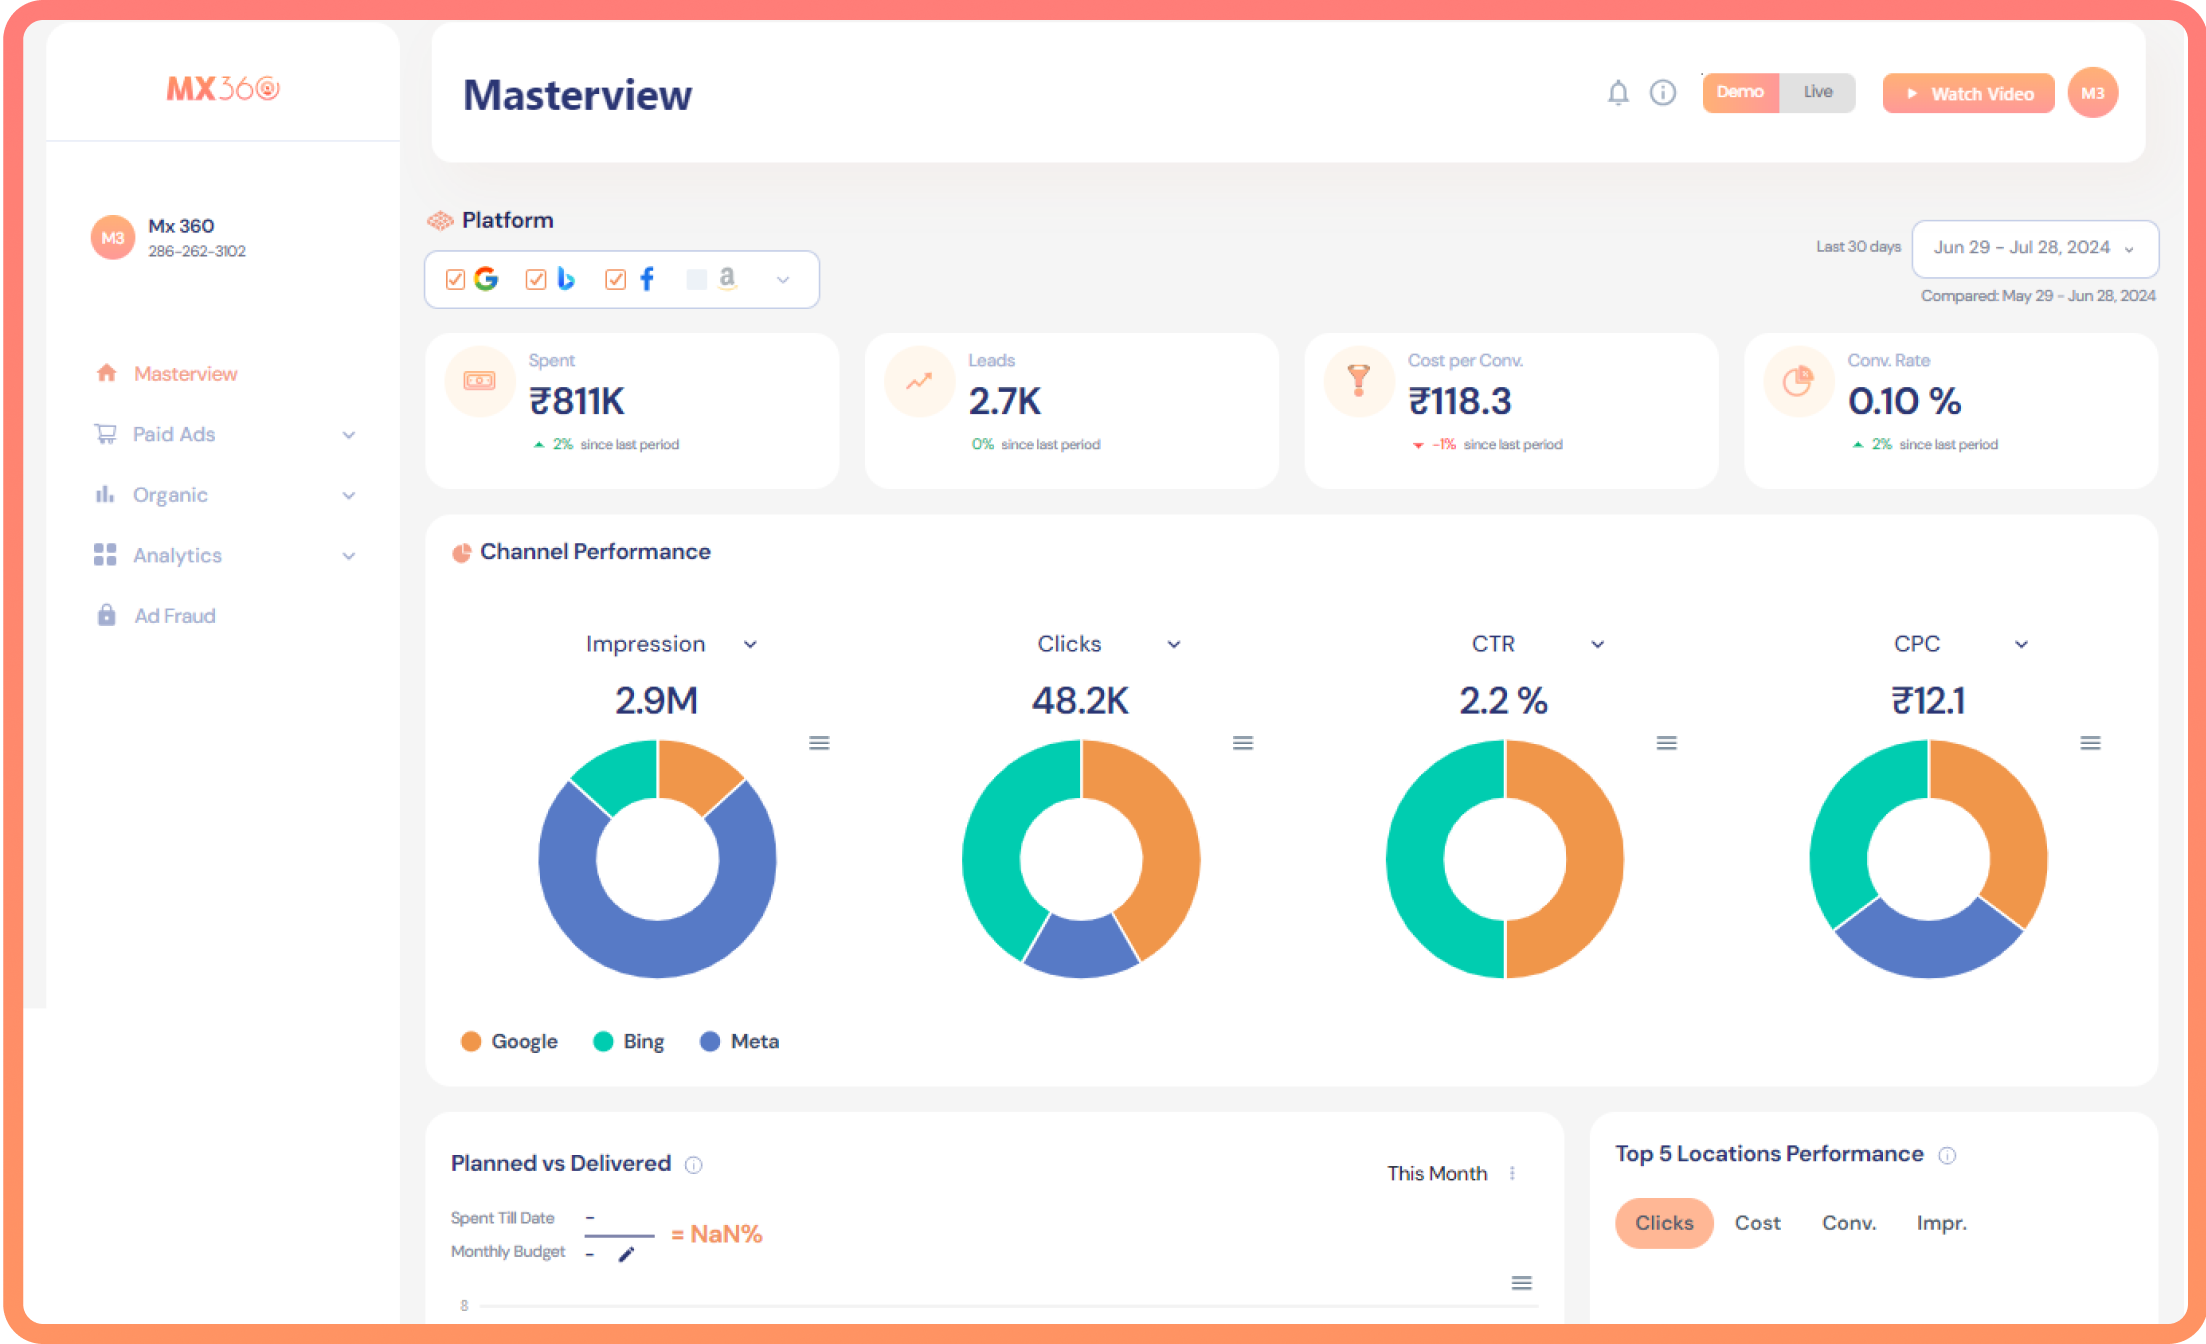 MX360
Masterview
Demo
Live
Watch Video
M3
M3
Mx 360
286-262-3102
Masterview
Paid Ads
Organic
Analytics
Ad Fraud
Platform
Last 30 days
Jun 29 - Jul 28, 2024
Compared: May 29 - Jun 28, 2024
Spent
₹811K
2% since last period
Leads
2.7K
0% since last period
Cost per Conv.
₹118.3
-1% since last period
Conv. Rate
0.10 %
2% since last period
Channel Performance
Impression
2.9M
Clicks
48.2K
CTR
2.2 %
CPC
₹12.1
Google
Bing
Meta
Planned vs Delivered
This Month
Spent Till Date -
Monthly Budget -
= NaN%
8
Top 5 Locations Performance
Clicks
Cost
Conv.
Impr.